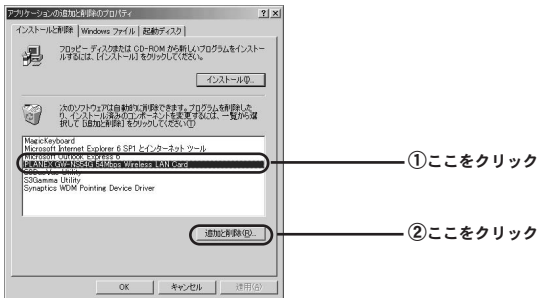 アプリケーションの追加と削除のプロパティ
インストールと削除 Windows ファイル 起動ディスク
フロッピー ディスクまたは CD-ROM から新しいプログラムをインストー
ルするには、[インストール] をクリックしてください。
インストール(I)...
次のソフトウェアは自動的に削除できます。プログラムを削除した
り、インストール済みのコンポーネントを変更するには、一覧から選
択して [追加と削除] をクリックしてください(T)
MagicKeyboard
Microsoft Internet Explorer 6 SP1 とインターネット ツール
Microsoft Outlook Express 6
PLANEX GW-NS54G 54Mbps Wireless LAN Card
S3DuoVue Utility
S3Gamma Utility
Synaptics WDM Pointing Device Driver
①ここをクリック
追加と削除(R)...
②ここをクリック
OK キャンセル 適用(A)